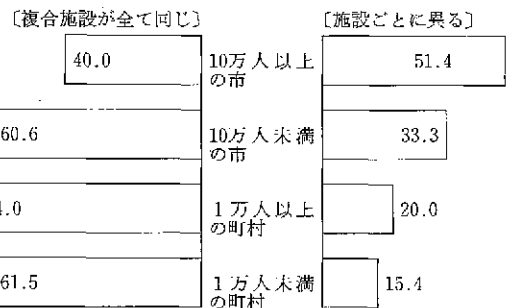 〔複合施設が全て同じ〕 〔施設ごとに異る〕
40.0 10万人以上の市 51.4
60.6 10万人未満の市 33.3
.0 1万人以上の町村 20.0
61.5 1万人未満の町村 15.4